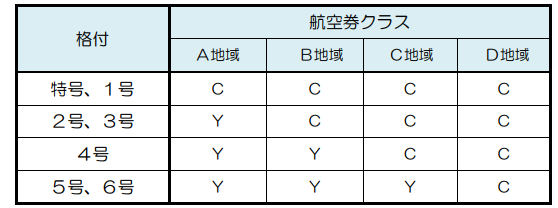 格付 航空券クラス
A地域 B地域 C地域 D地域
特号、1号 C C C C
2号、3号 Y C C C
4号 Y Y C C
5号、6号 Y Y Y C